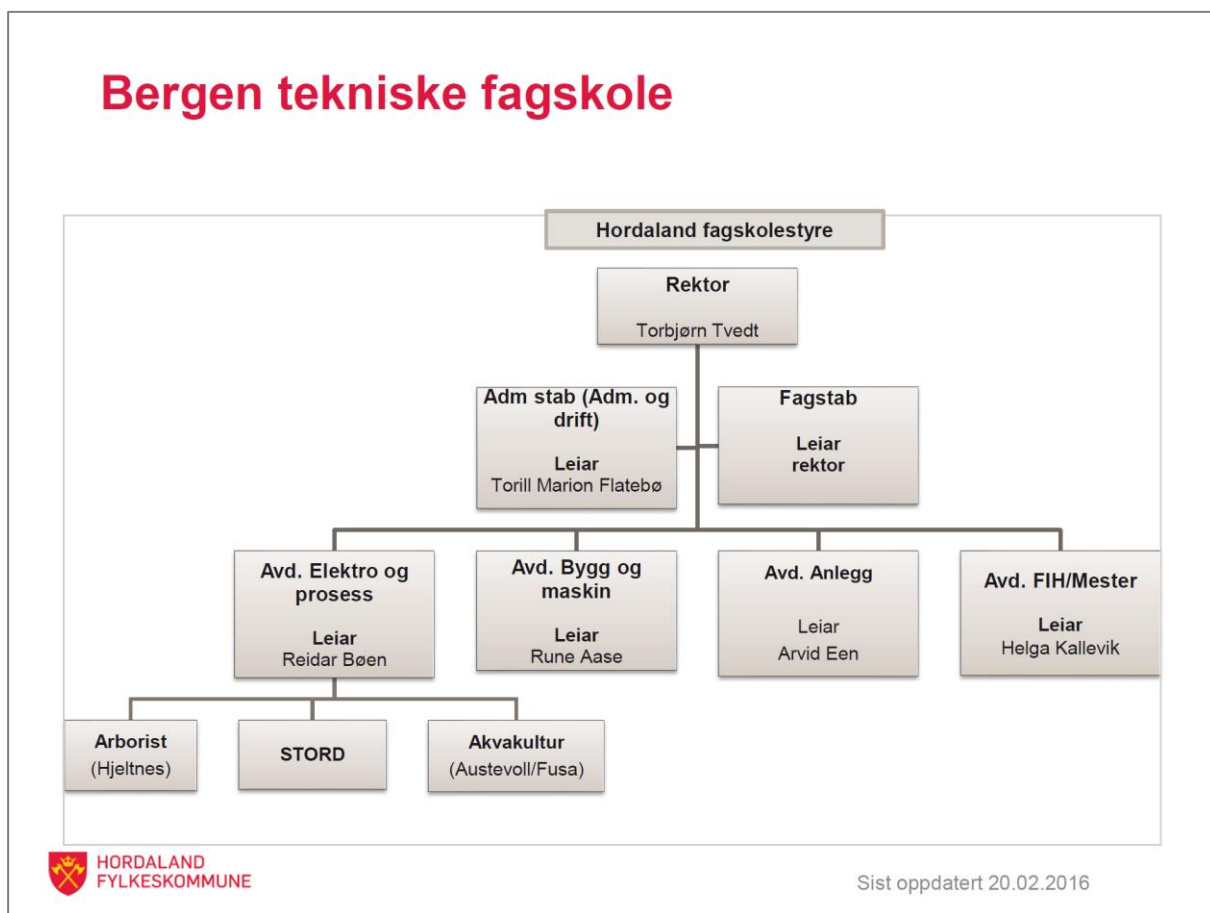 Bergen tekniske fagskole
Hordaland fagskolestyre
Rektor
Torbjørn Tvedt
Adm stab (Adm. og
drift)
Leiar
Torill Marion Flatebø
Fagstab
Leiar
rektor
Avd. Elektro og
prosess
Leiar
Reidar Bøen
Avd. Bygg og
maskin
Leiar
Rune Aase
Avd. Anlegg
Leiar
Arvid Een
Avd. FIH/Mester
Leiar
Helga Kallevik
Arborist
(Hjeltnes)
STORD
Akvakultur
(Austevoll/Fusa)
HORDALAND
FYLKESKOMMUNE
Sist oppdatert 20.02.2016